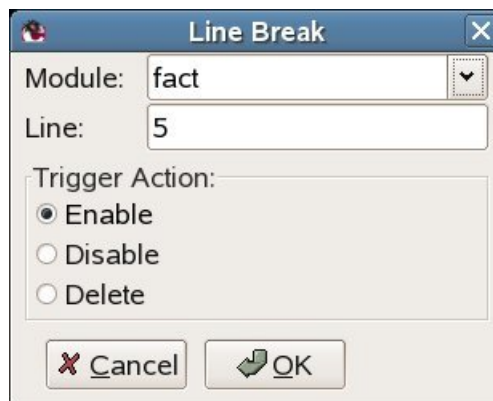 Line Break
Module: fact
Line: 5
Trigger Action:
Enable
Disable
Delete
Cancel OK